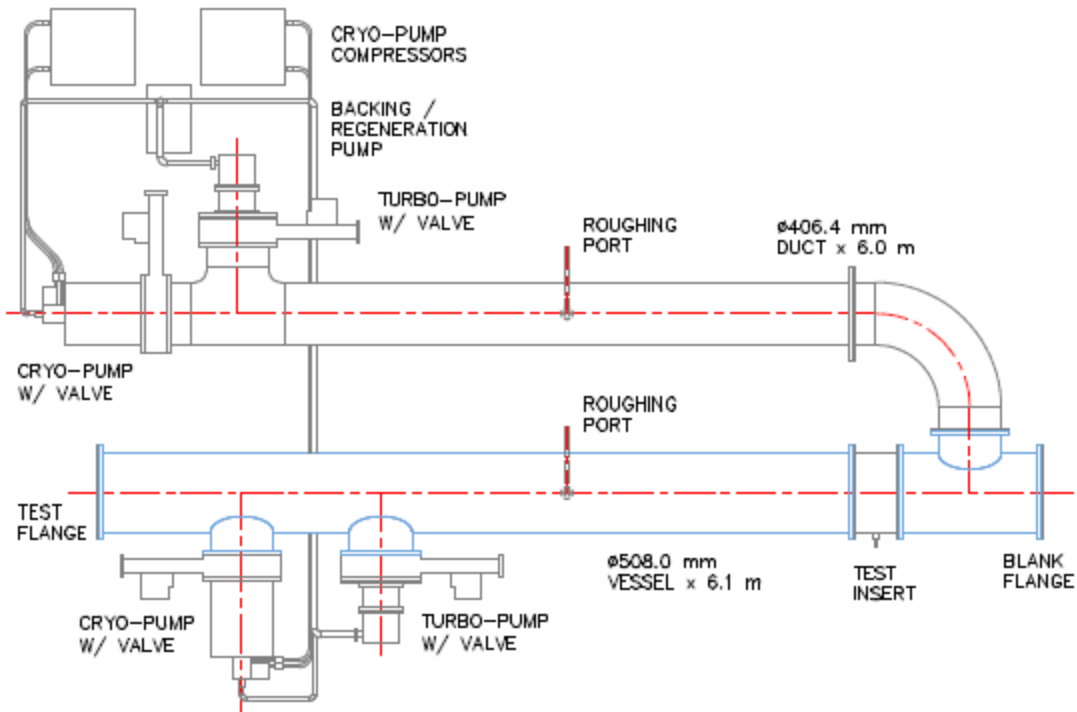 CRYO-PUMP
COMPRESSORS
BACKING /
REGENERATION
PUMP
TURBO-PUMP
W/ VALVE
ROUGHING
PORT
ø406.4 mm
DUCT x 6.0 m
CRYO-PUMP
W/ VALVE
ROUGHING
PORT
TEST
FLANGE
ø508.0 mm
VESSEL x 6.1 m
TEST
INSERT
BLANK
FLANGE
CRYO-PUMP
W/ VALVE
TURBO-PUMP
W/ VALVE